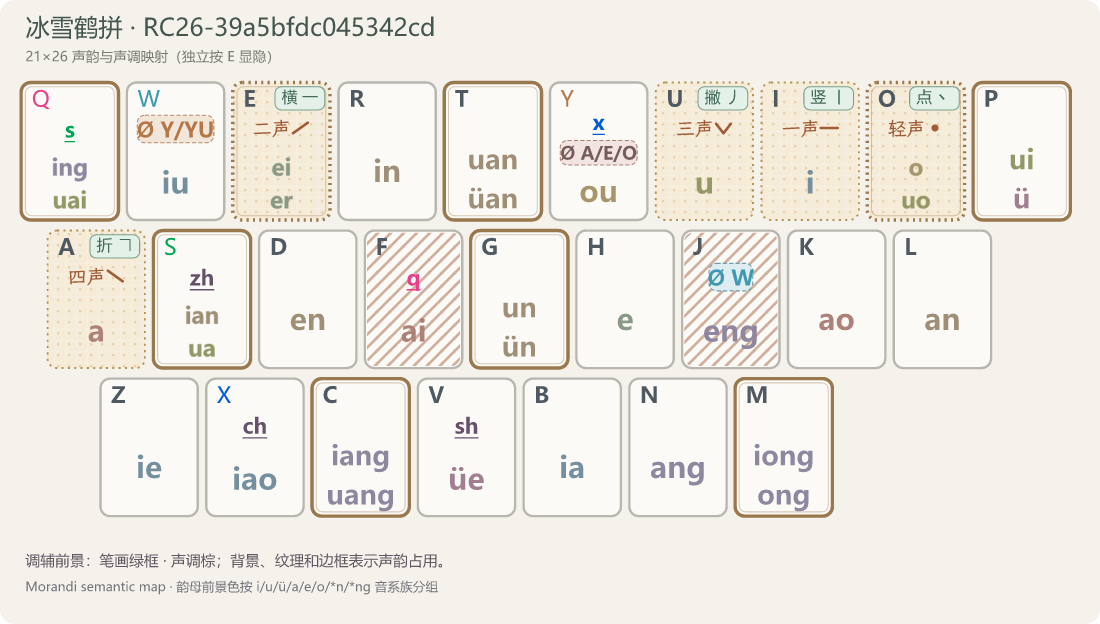 冰雪鹤拼 · RC26-39a5bfdc045342cd
21×26 声韵与声调映射（独立按 E 显隐）
Q
s
ing
uai
W
Ø Y/YU
iu
E 横 一
二声
ei
er
R
in
T
uan
üan
Y
x
Ø A/E/O
ou
U 撇 丿
三声
u
I 竖 丨
一声
i
O 点 丶
轻声
o
uo
P
ui
ü
A 折 ㄱ
四声
a
S
zh
ian
ua
D
en
F
q
ai
G
un
ün
H
e
J
Ø W
eng
K
ao
L
an
Z
ie
X
ch
iao
C
iang
uang
V
sh
üe
B
ia
N
ang
M
iong
ong
调辅前景：笔画绿框 · 声调棕；背景、纹理和边框表示声韵占用。
Morandi semantic map · 韵母前景色按 i/u/ü/a/e/o/*n/*ng 音系族分组